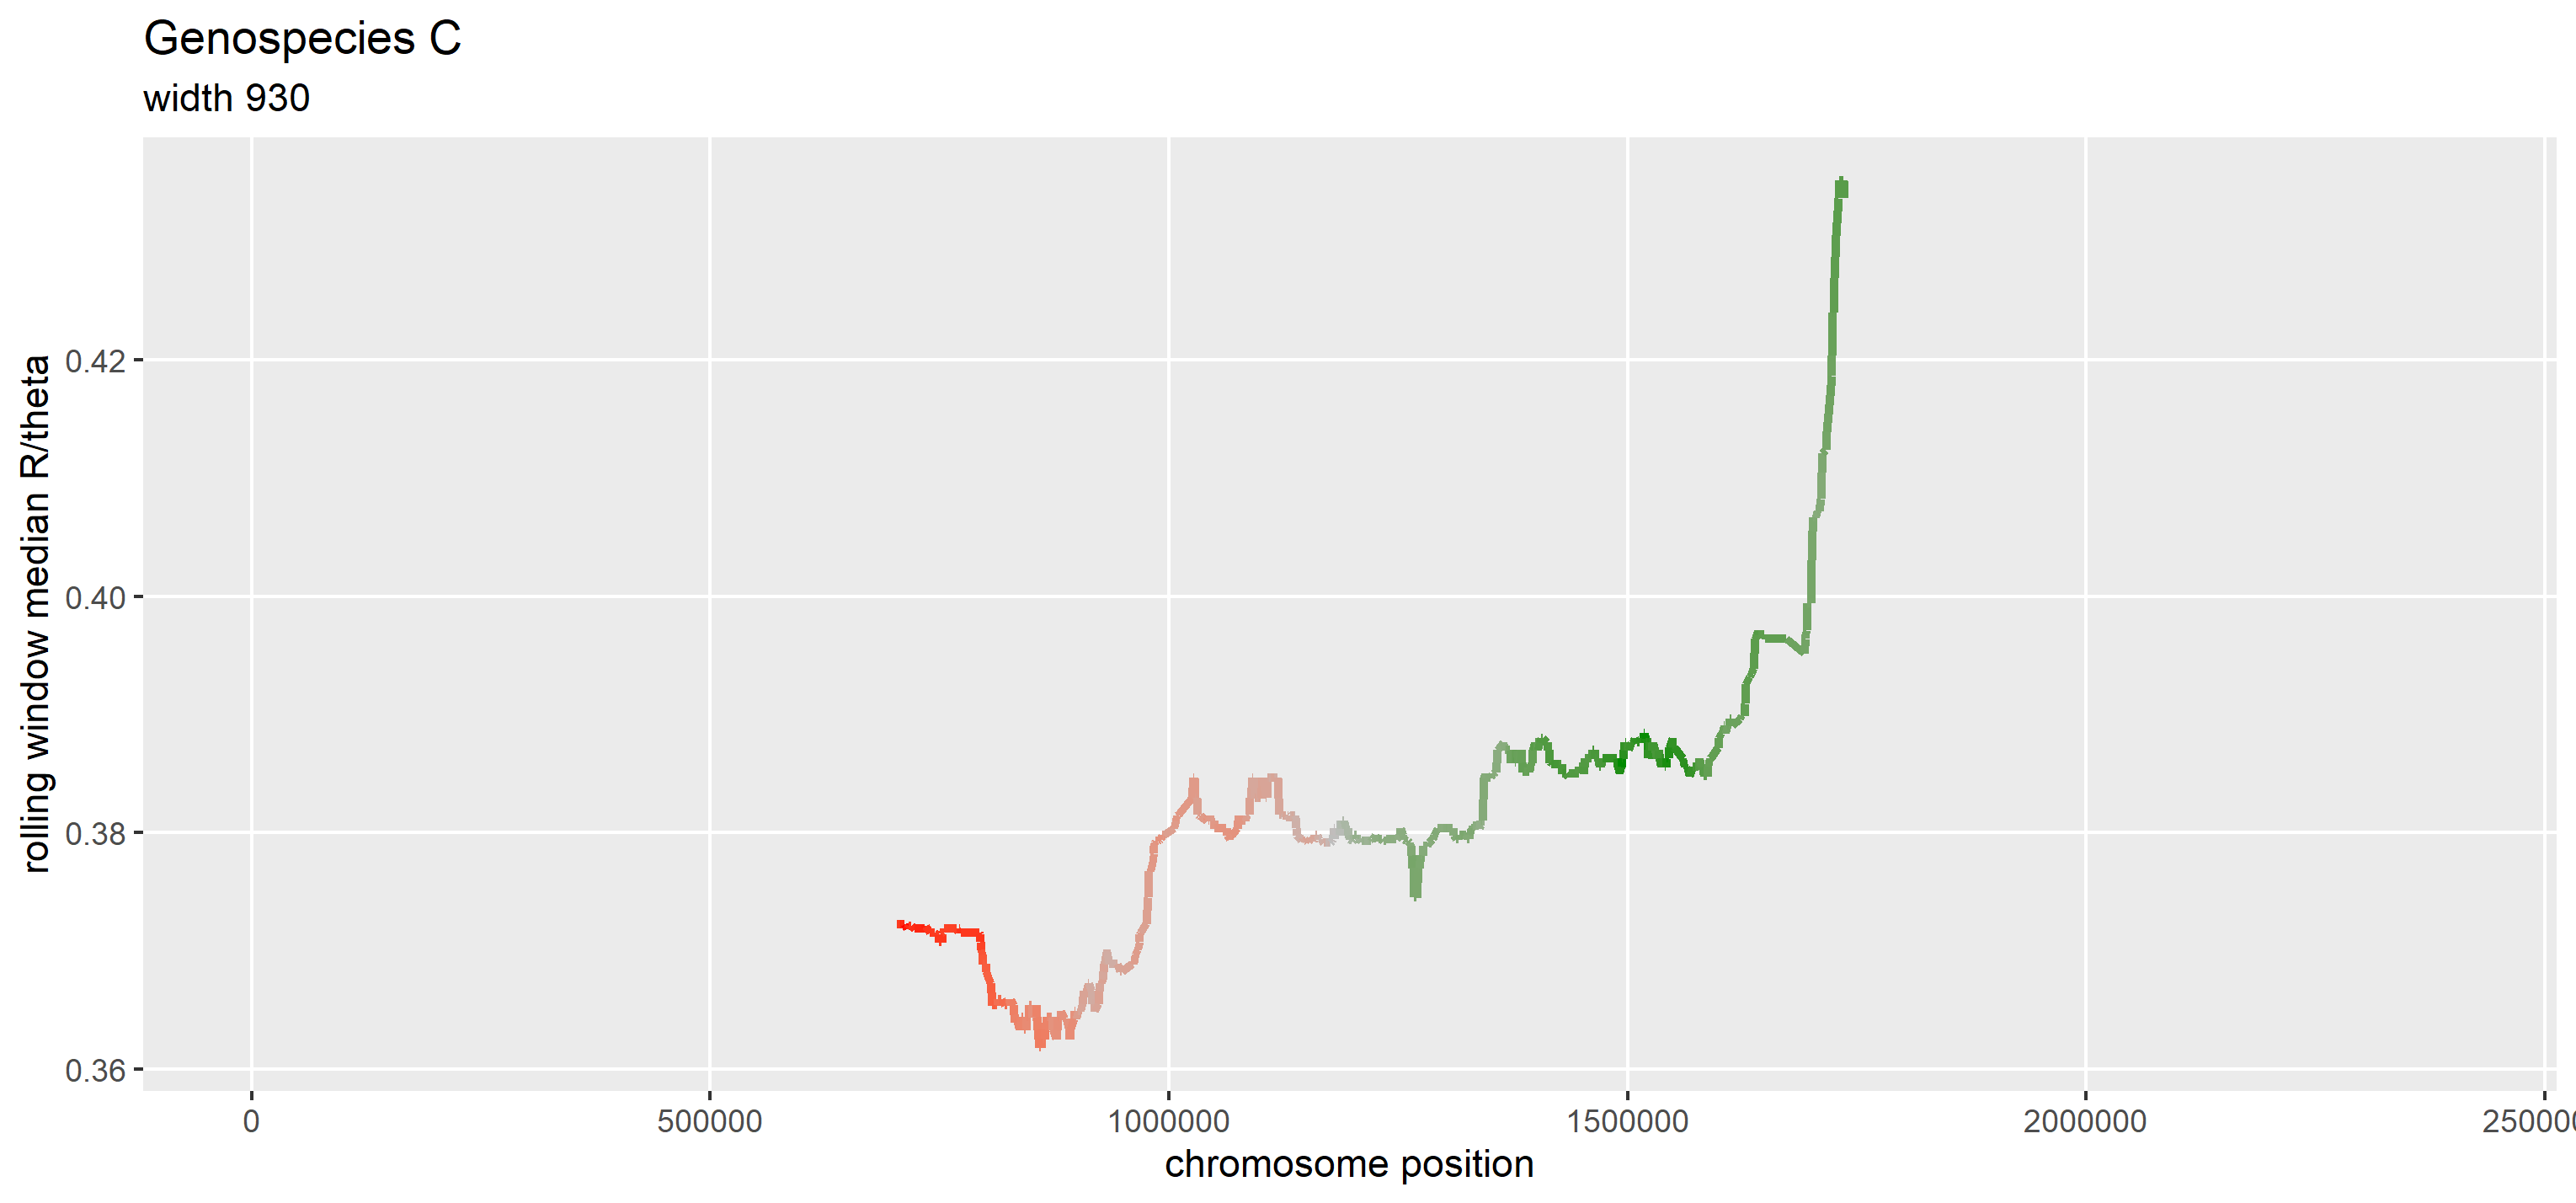 Genospecies C
width 930
rolling window median R/theta
0.42
0.40
0.38
0.36
0 500000 1000000 1500000 2000000
chromosome position